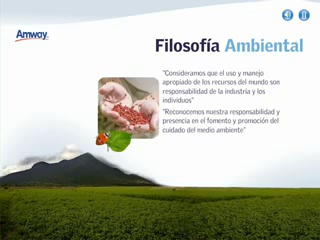 Amway
Filosofía Ambiental
"Consideramos que el uso y manejo
apropiado de los recursos del mundo son
responsabilidad de la industria y los
individuos"
"Reconocemos nuestra responsabilidad y
presencia en el fomento y promoción del
cuidado del medio ambiente"